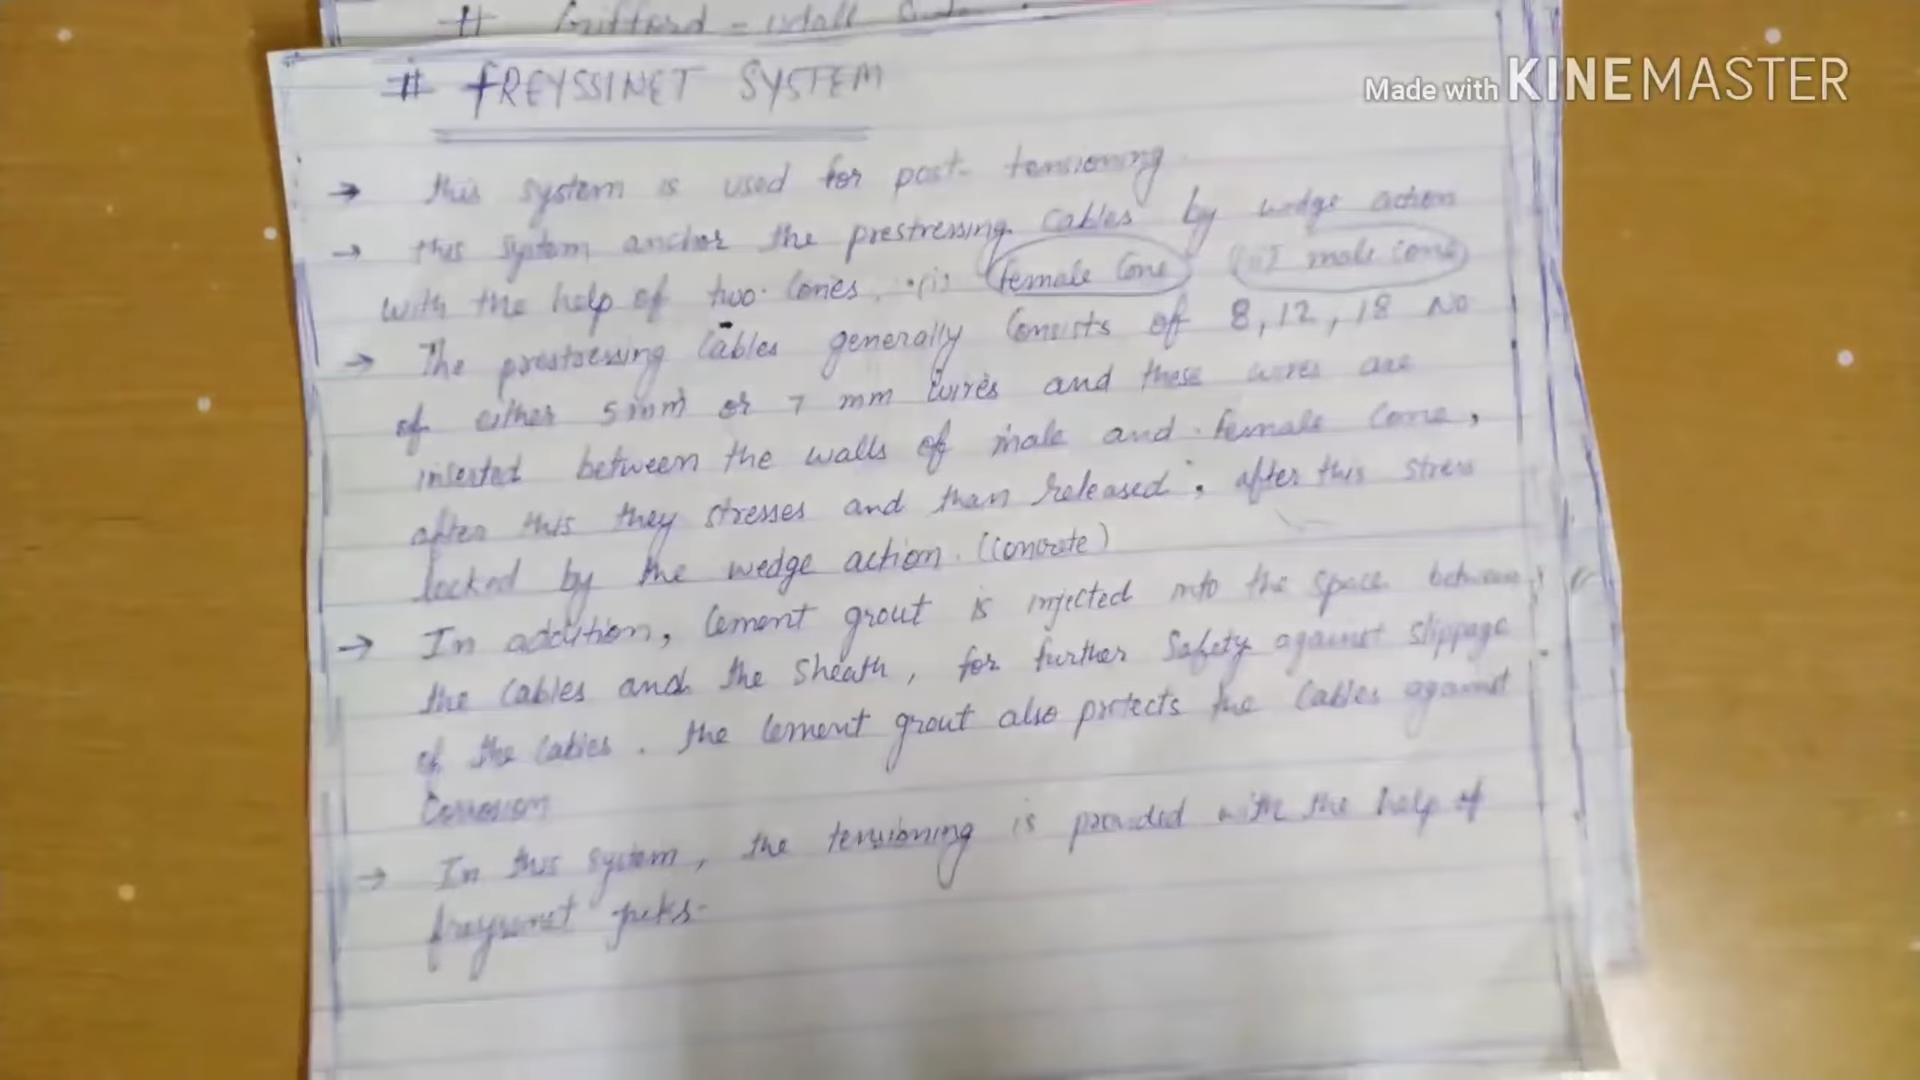 # Gifford - udall
# FREYSSINET SYSTEM
Made with KINEMASTER
→ this system is used for post-tensioning
→ this system anchor the prestressing cables by wedge action
with the help of two cones. (i) Female Cone (ii) male cone
→ The prestressing Cables generally Consists of 8, 12, 18 No
of either 5mm or 7 mm wires and these wires are
inserted between the walls of male and female Cone,
after this they stresses and than released; after this stress
locked by the wedge action. (concrete)
→ In addition, Cement grout is injected into the space between
the cables and the Sheath, for further Safety against slippage
of the cables. the cement grout also protects the Cables against
Corrosion
→ In this system, the tensioning is provided with the help of
freyssinet